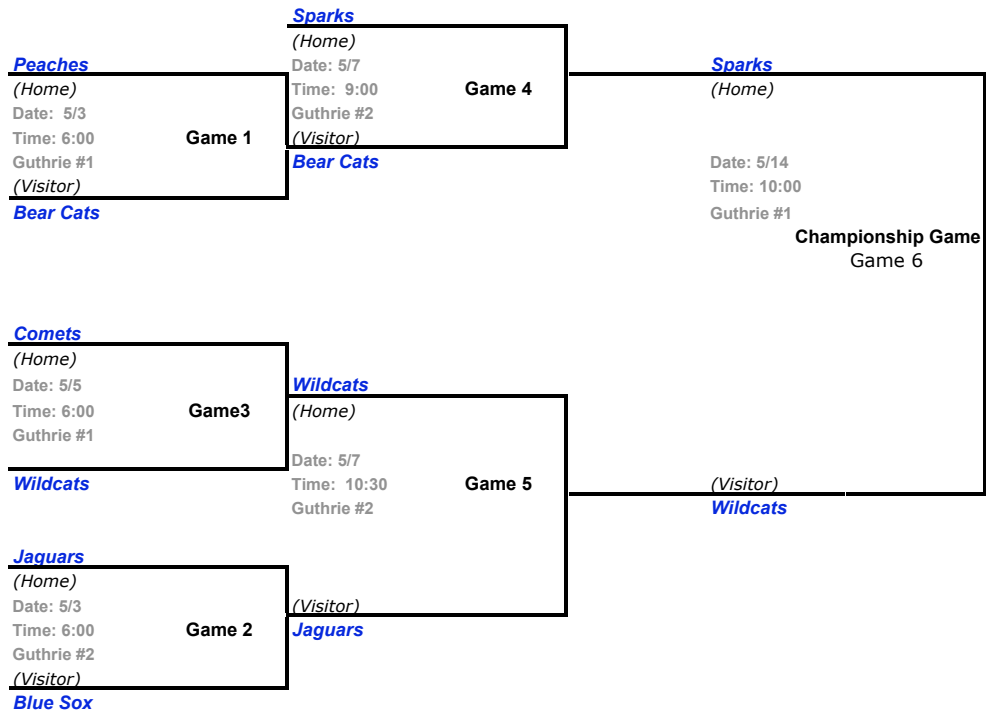 Sparks
(Home)
Date: 5/7
Time: 9:00
Game 4
Guthrie #2
(Visitor)
Bear Cats
Peaches
(Home)
Date: 5/3
Time: 6:00
Game 1
Guthrie #1
(Visitor)
Bear Cats
Sparks
(Home)
Date: 5/14
Time: 10:00
Guthrie #1
Championship Game
Game 6
(Visitor)
Wildcats
Comets
(Home)
Date: 5/5
Time: 6:00
Game3
Guthrie #1
Wildcats
Wildcats
(Home)
Date: 5/7
Time: 10:30
Game 5
Guthrie #2
(Visitor)
Jaguars
Jaguars
(Home)
Date: 5/3
Time: 6:00
Game 2
Guthrie #2
(Visitor)
Blue Sox